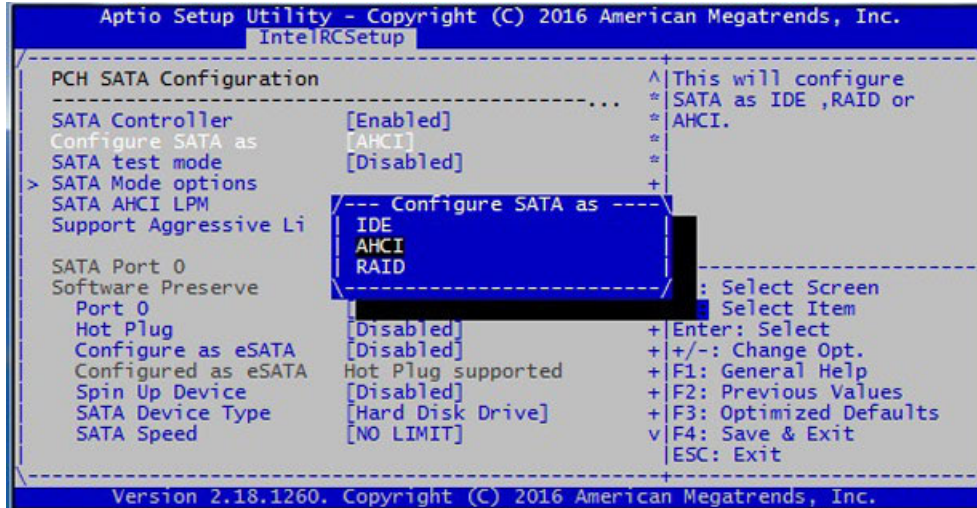 Aptio Setup Utility - Copyright (C) 2016 American Megatrends, Inc.
IntelRCSetup
/----------------------------------------------------+---------------------
PCH SATA Configuration ^|This will configure
---------------------------------------------... *|SATA as IDE ,RAID or
SATA Controller [Enabled] *|AHCI.
Configure SATA as [AHCI] *|
SATA test mode [Disabled] *|
> SATA Mode options +|
SATA AHCI LPM /--- Configure SATA as ----\
Support Aggressive Li | IDE |
| AHCI |
SATA Port 0 | RAID |
Software Preserve \--------------------------/ : Select Screen
Port 0 [ Select Item
Hot Plug [Disabled] +|Enter: Select
Configure as eSATA [Disabled] +|+/-: Change Opt.
Configured as eSATA Hot Plug supported +|F1: General Help
Spin Up Device [Disabled] +|F2: Previous Values
SATA Device Type [Hard Disk Drive] +|F3: Optimized Defaults
SATA Speed [NO LIMIT] v|F4: Save & Exit
|ESC: Exit
\----------------------------------------------------+---------------------
Version 2.18.1260. Copyright (C) 2016 American Megatrends, Inc.